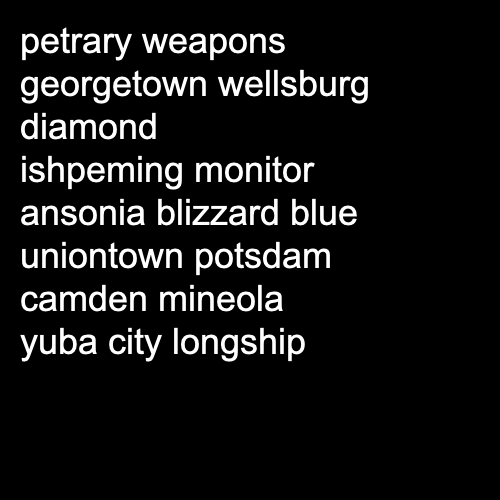 petrary weapons
georgetown wellsburg
diamond
ishpeming monitor
ansonia blizzard blue
uniontown potsdam
camden mineola
yuba city longship